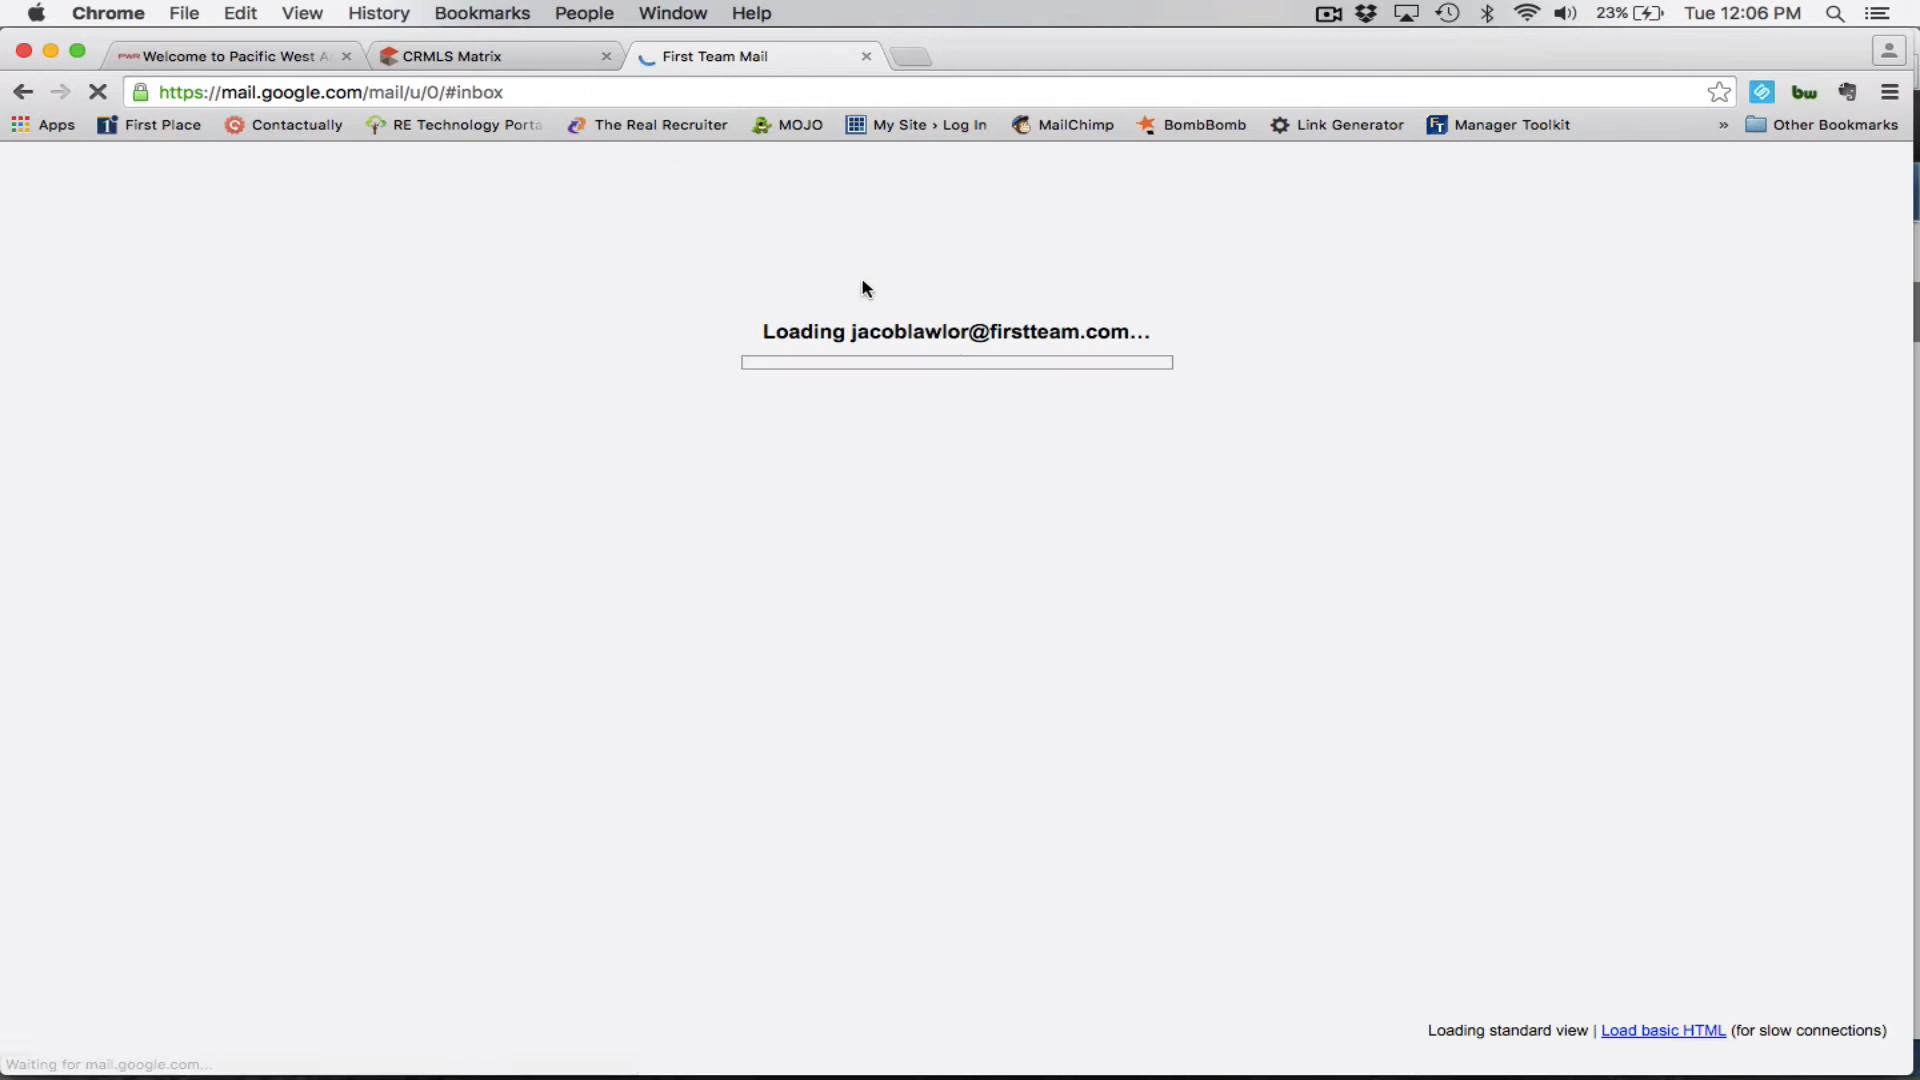 Chrome File Edit View History Bookmarks People Window Help 23% Tue 12:06 PM
PWR Welcome to Pacific West A CRMLS Matrix First Team Mail
https://mail.google.com/mail/u/0/#inbox bw
Apps First Place Contactually RE Technology Porta The Real Recruiter MOJO My Site › Log In MailChimp BombBomb Link Generator FT Manager Toolkit » Other Bookmarks
Loading jacoblawlor@firstteam.com...
Loading standard view | Load basic HTML (for slow connections)
Waiting for mail.google.com...